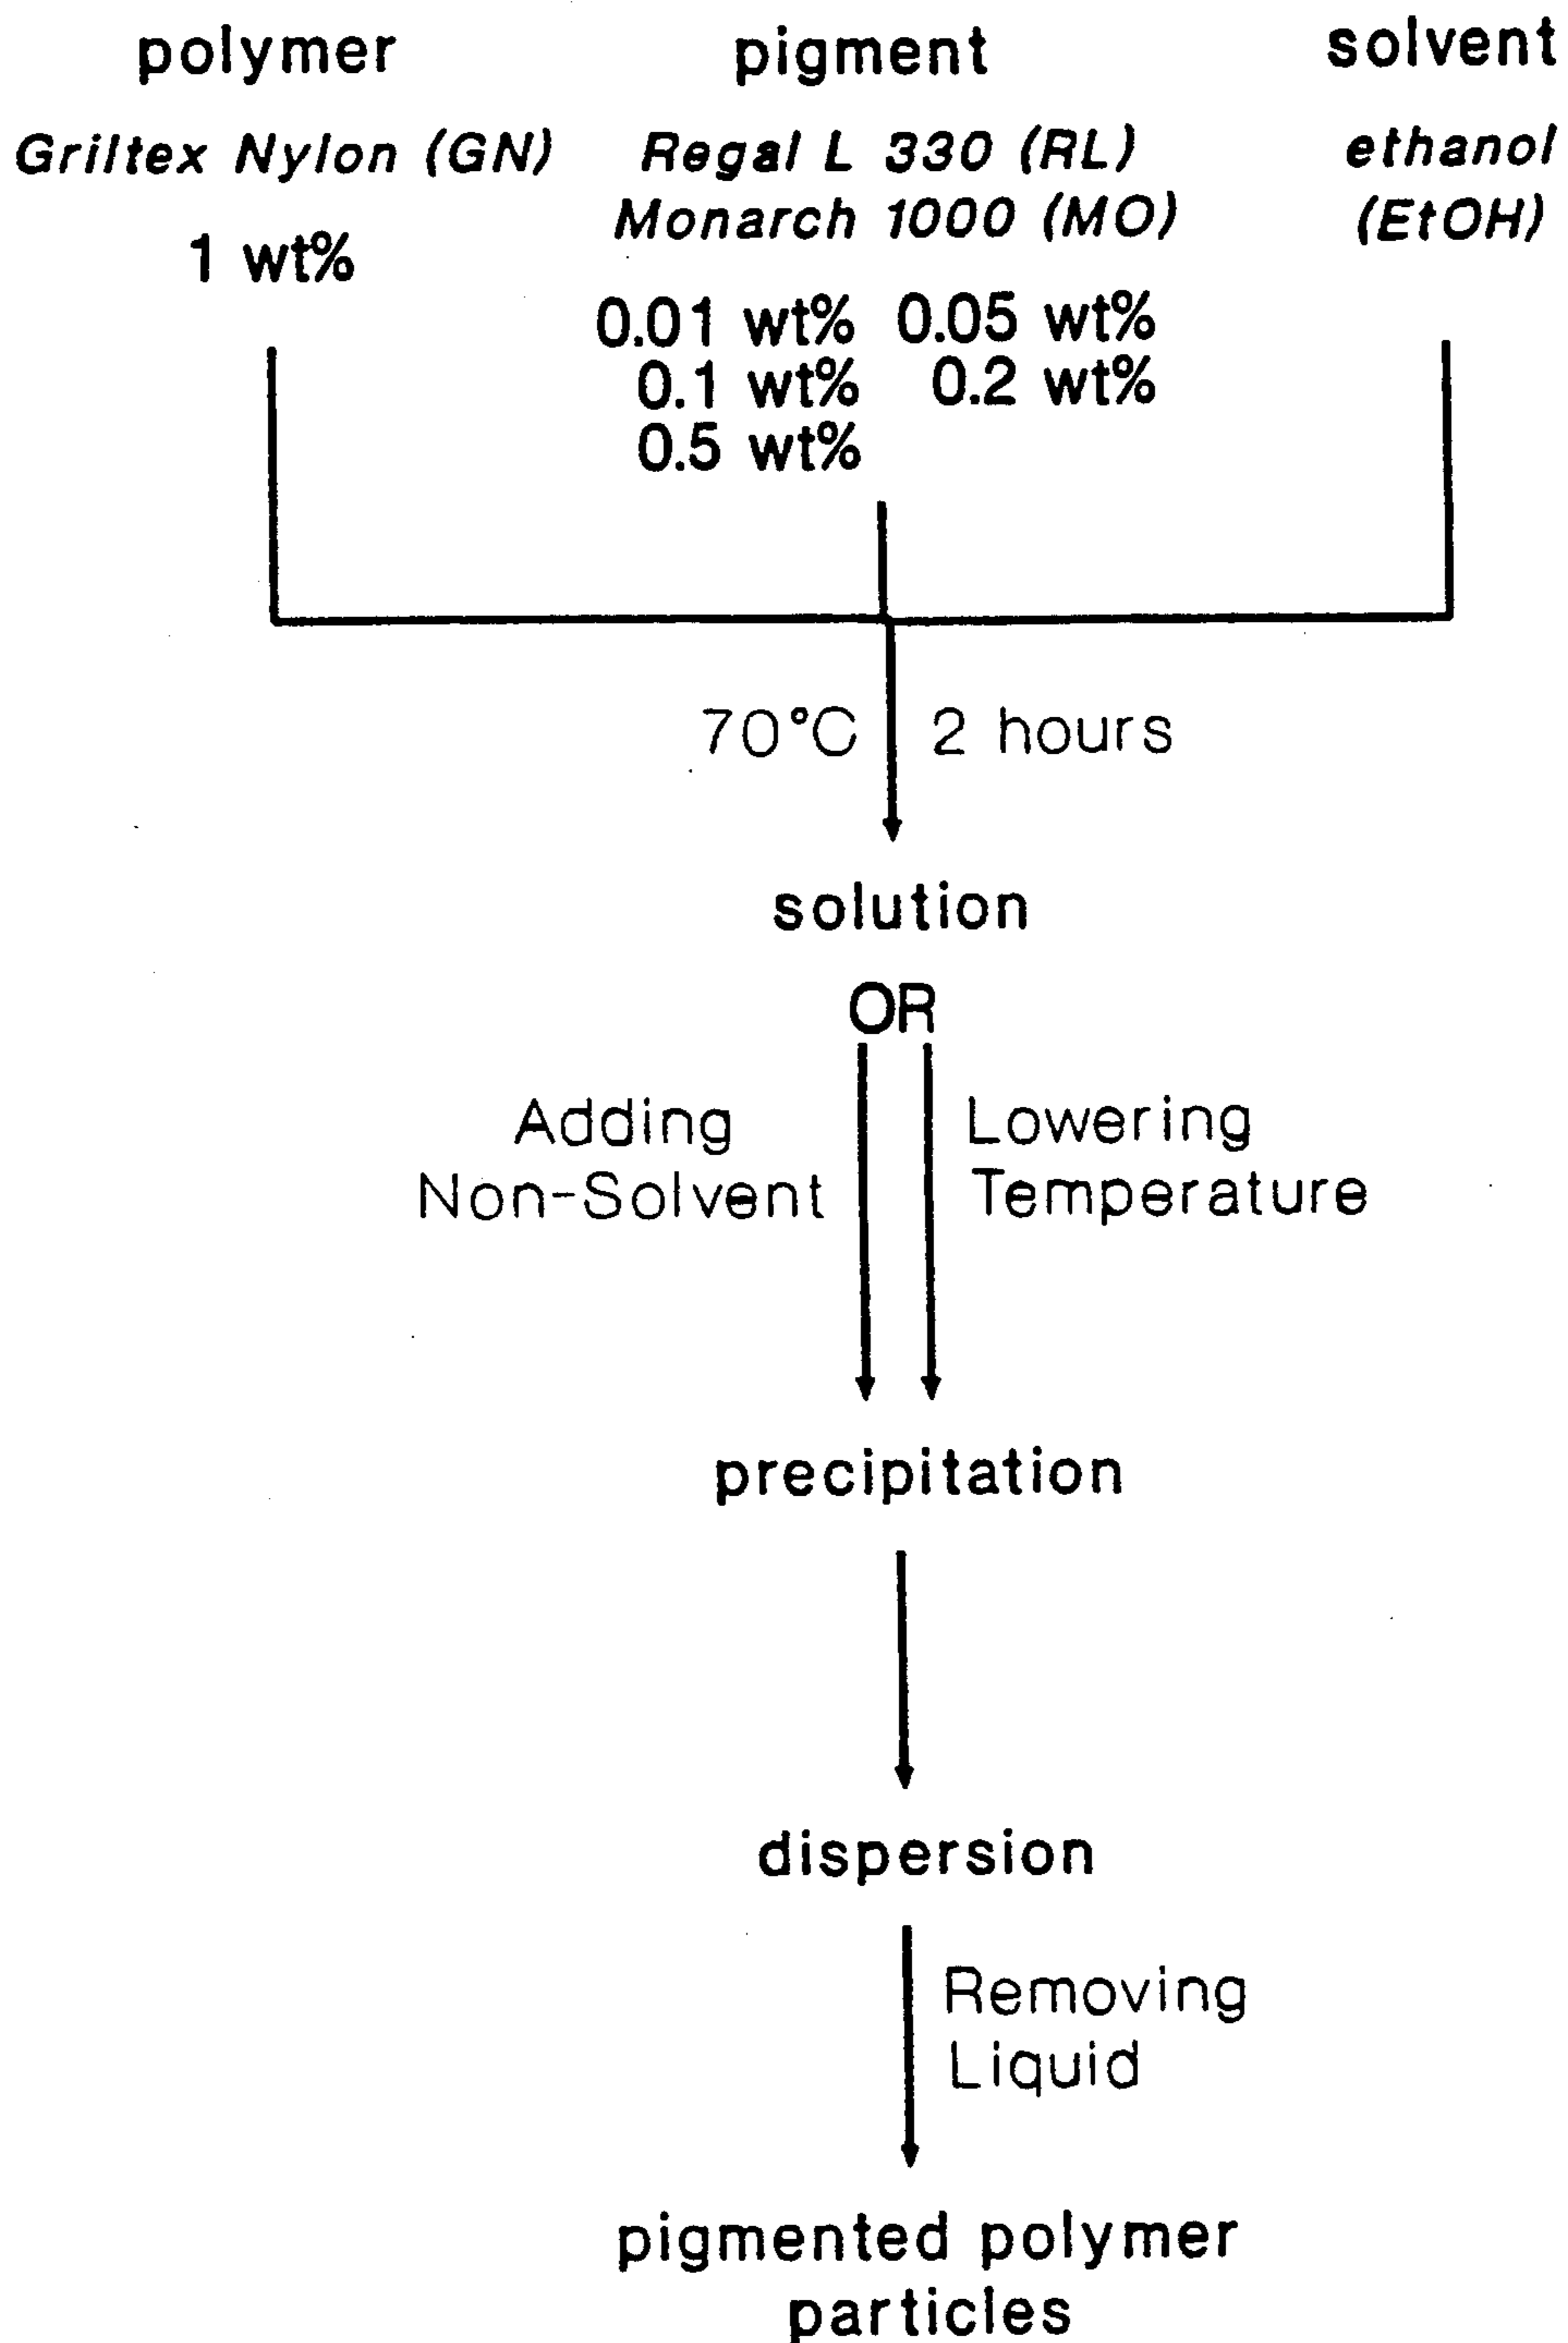 polymer
Griltex Nylon (GN)
1 wt%
pigment
Regal L 330 (RL)
Monarch 1000 (MO)
0.01 wt% 0.05 wt%
0.1 wt% 0.2 wt%
0.5 wt%
solvent
ethanol
(EtOH)
70°C 2 hours
solution
OR
Adding
Non-Solvent
Lowering
Temperature
precipitation
dispersion
Removing
Liquid
pigmented polymer
particles